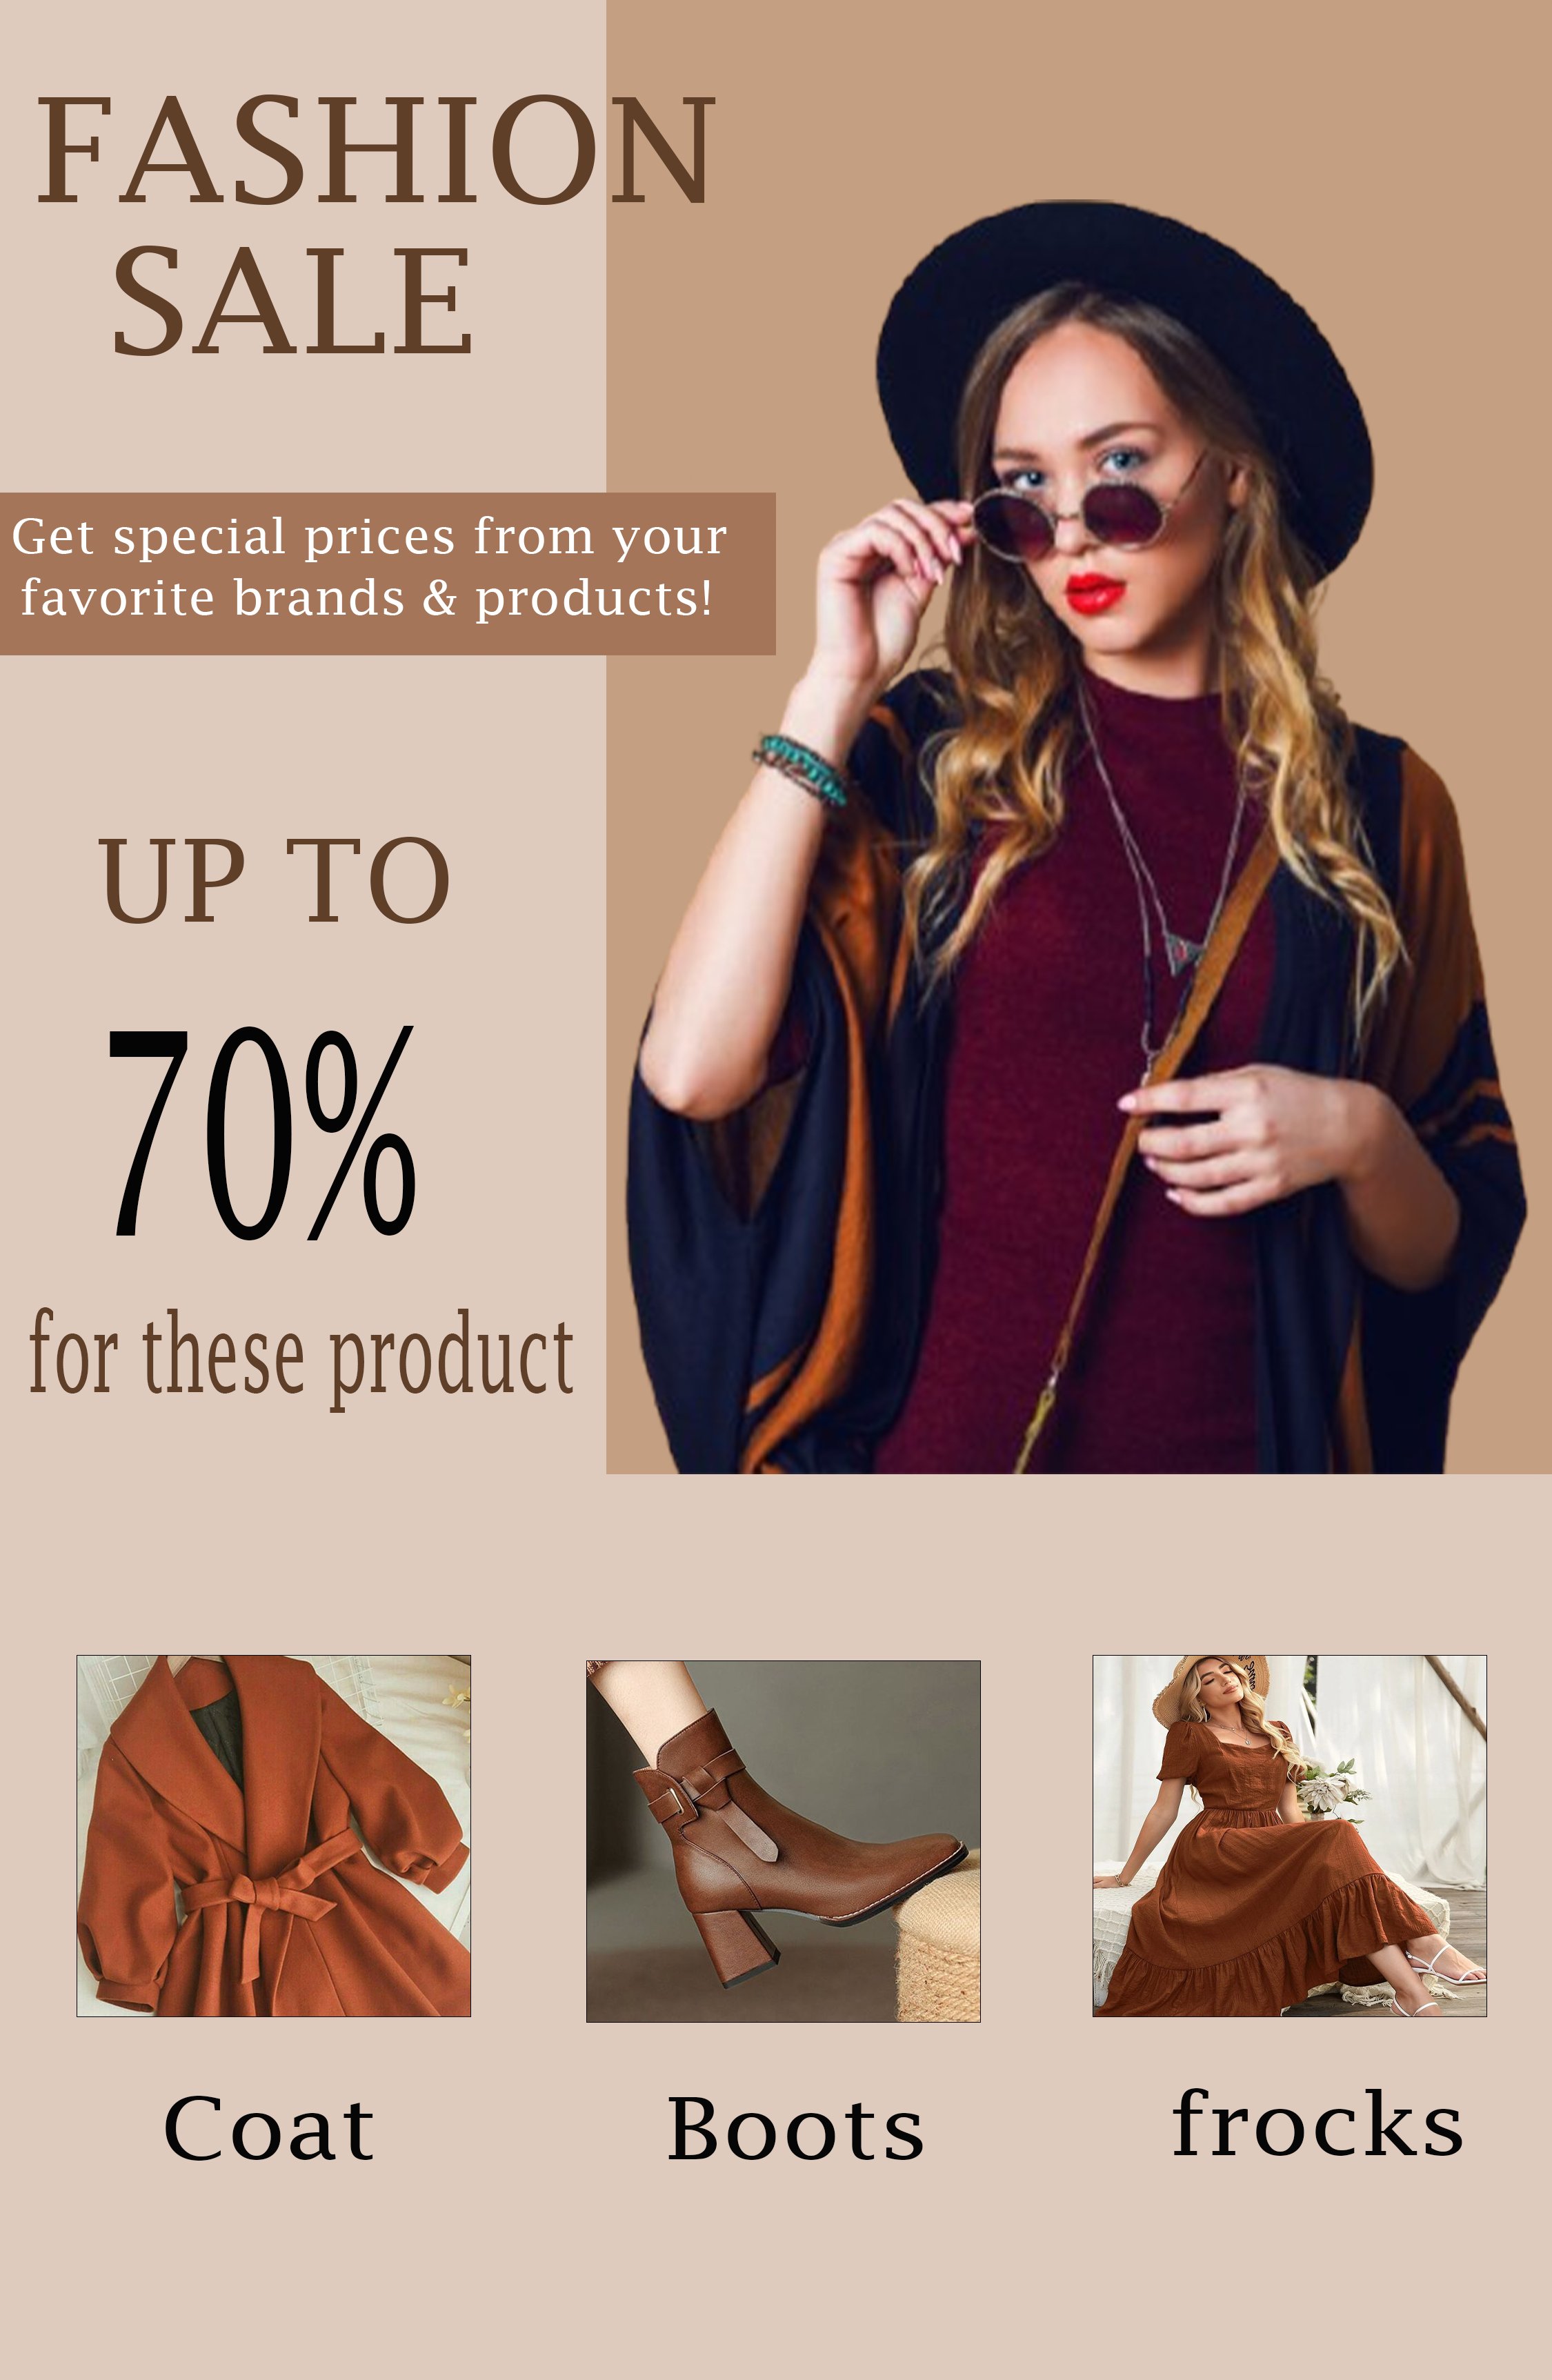 FASHION
SALE
Get special prices from your
favorite brands & products!
UP TO
70%
for these product
Coat
Boots
frocks